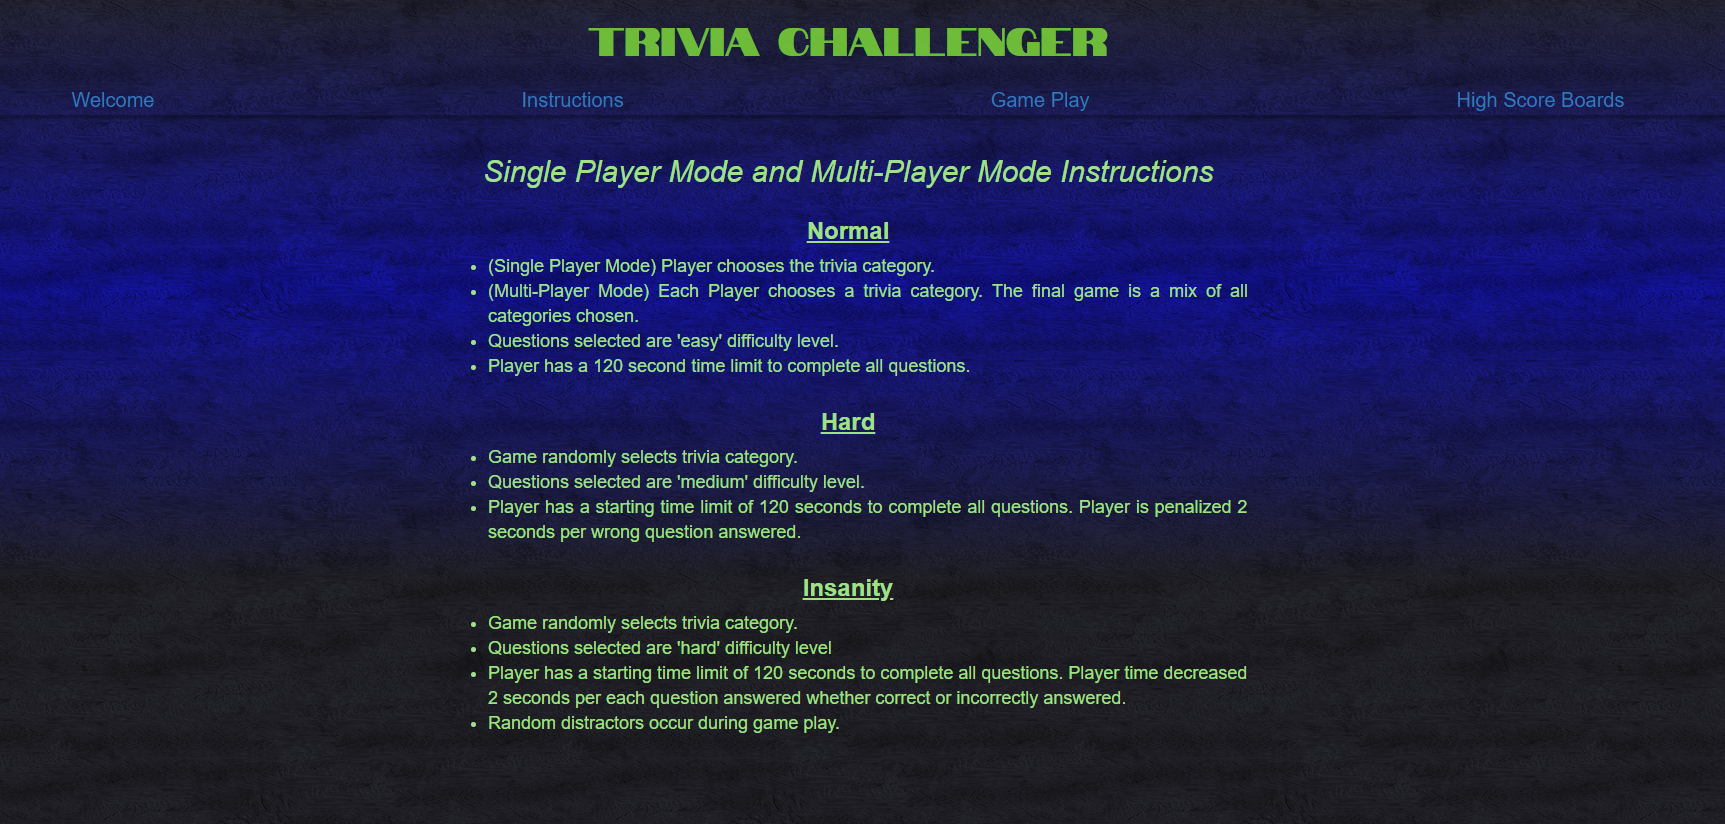 TRIVIA CHALLENGER
Welcome
Instructions
Game Play
High Score Boards
Single Player Mode and Multi-Player Mode Instructions
Normal
(Single Player Mode) Player chooses the trivia category.
(Multi-Player Mode) Each Player chooses a trivia category. The final game is a mix of all
categories chosen.
Questions selected are 'easy' difficulty level.
Player has a 120 second time limit to complete all questions.
Hard
Game randomly selects trivia category.
Questions selected are 'medium' difficulty level.
Player has a starting time limit of 120 seconds to complete all questions. Player is penalized 2
seconds per wrong question answered.
Insanity
Game randomly selects trivia category.
Questions selected are 'hard' difficulty level
Player has a starting time limit of 120 seconds to complete all questions. Player time decreased
2 seconds per each question answered whether correct or incorrectly answered.
Random distractors occur during game play.